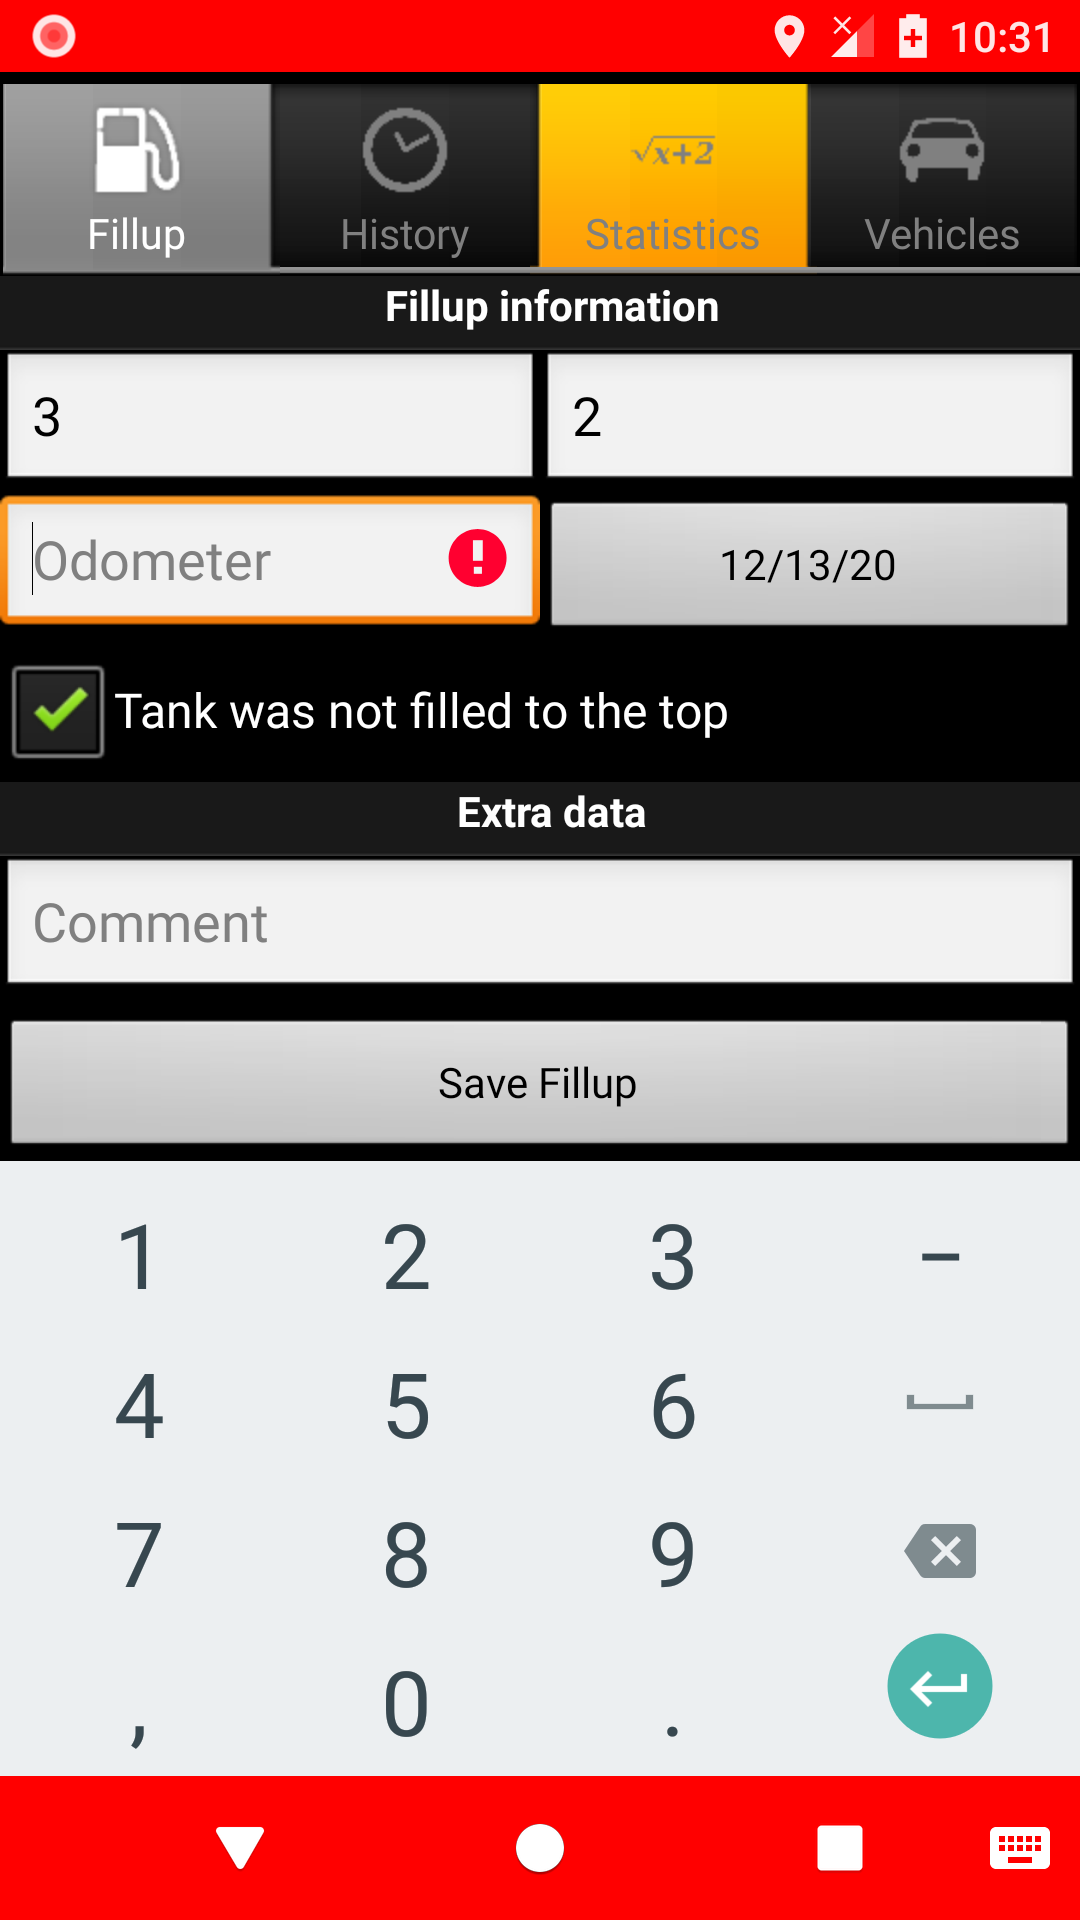 10:31
Fillup
History
√x+2
Statistics
Vehicles
Fillup information
3
2
Odometer
12/13/20
Tank was not filled to the top
Extra data
Comment
Save Fillup
1 2 3 –
4 5 6
7 8 9
, 0 .